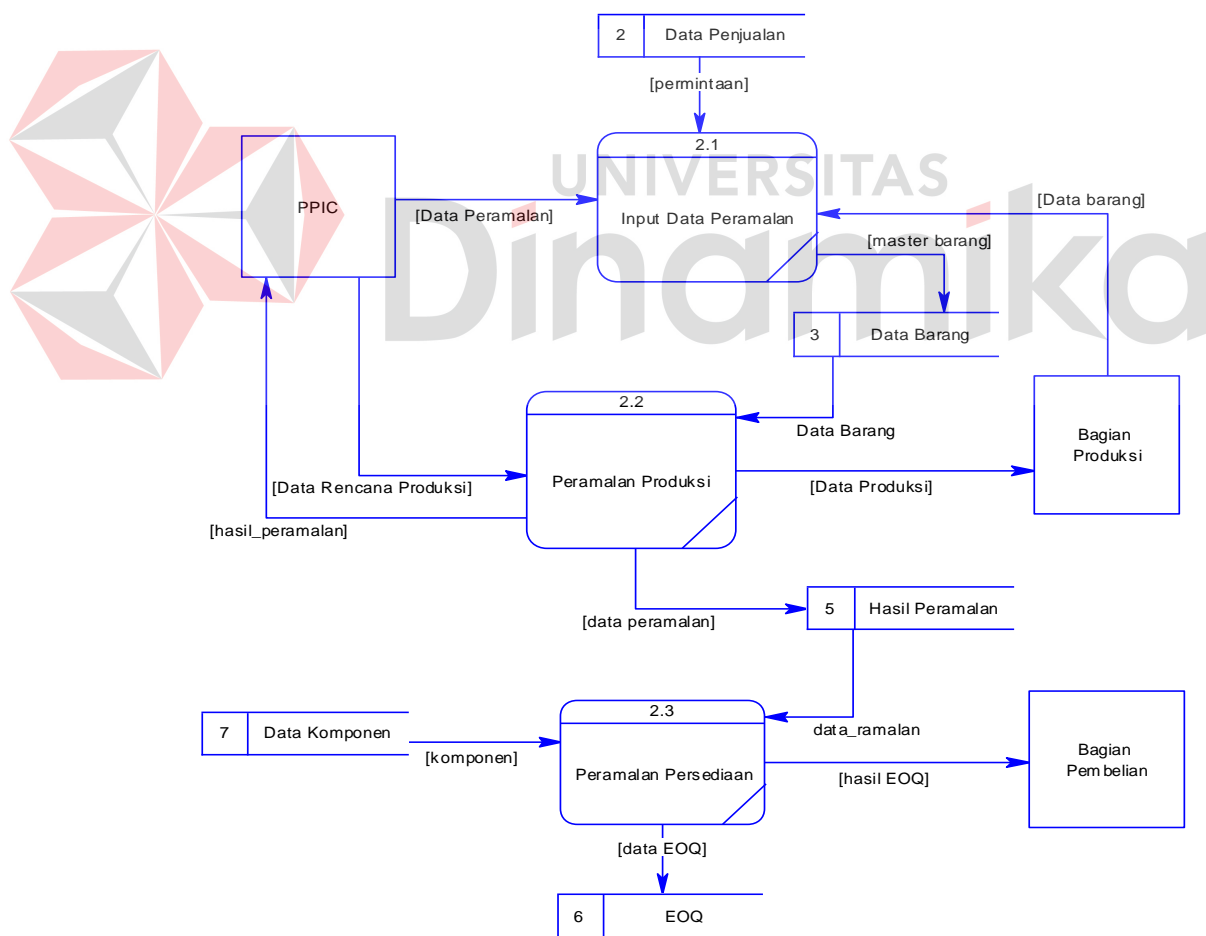 2 Data Penjualan
[permintaan]
2.1
UNIVERSITAS
Dinamika
PPIC
[Data Peramalan]
Input Data Peramalan
[Data barang]
[master barang]
3 Data Barang
2.2
Data Barang
Bagian
Produksi
Peramalan Produksi
[Data Rencana Produksi]
[Data Produksi]
[hasil_peramalan]
[data peramalan]
5 Hasil Peramalan
2.3
7 Data Komponen
data_ramalan
[komponen]
Peramalan Persediaan
[hasil EOQ]
Bagian
Pembelian
[data EOQ]
6 EOQ